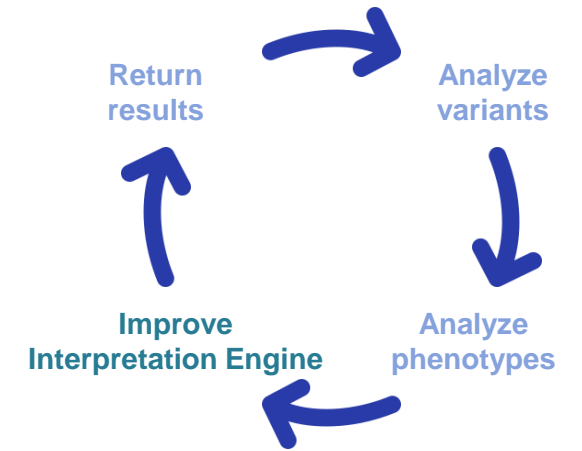 Return
results
Analyze
variants
Improve
Interpretation Engine
Analyze
phenotypes